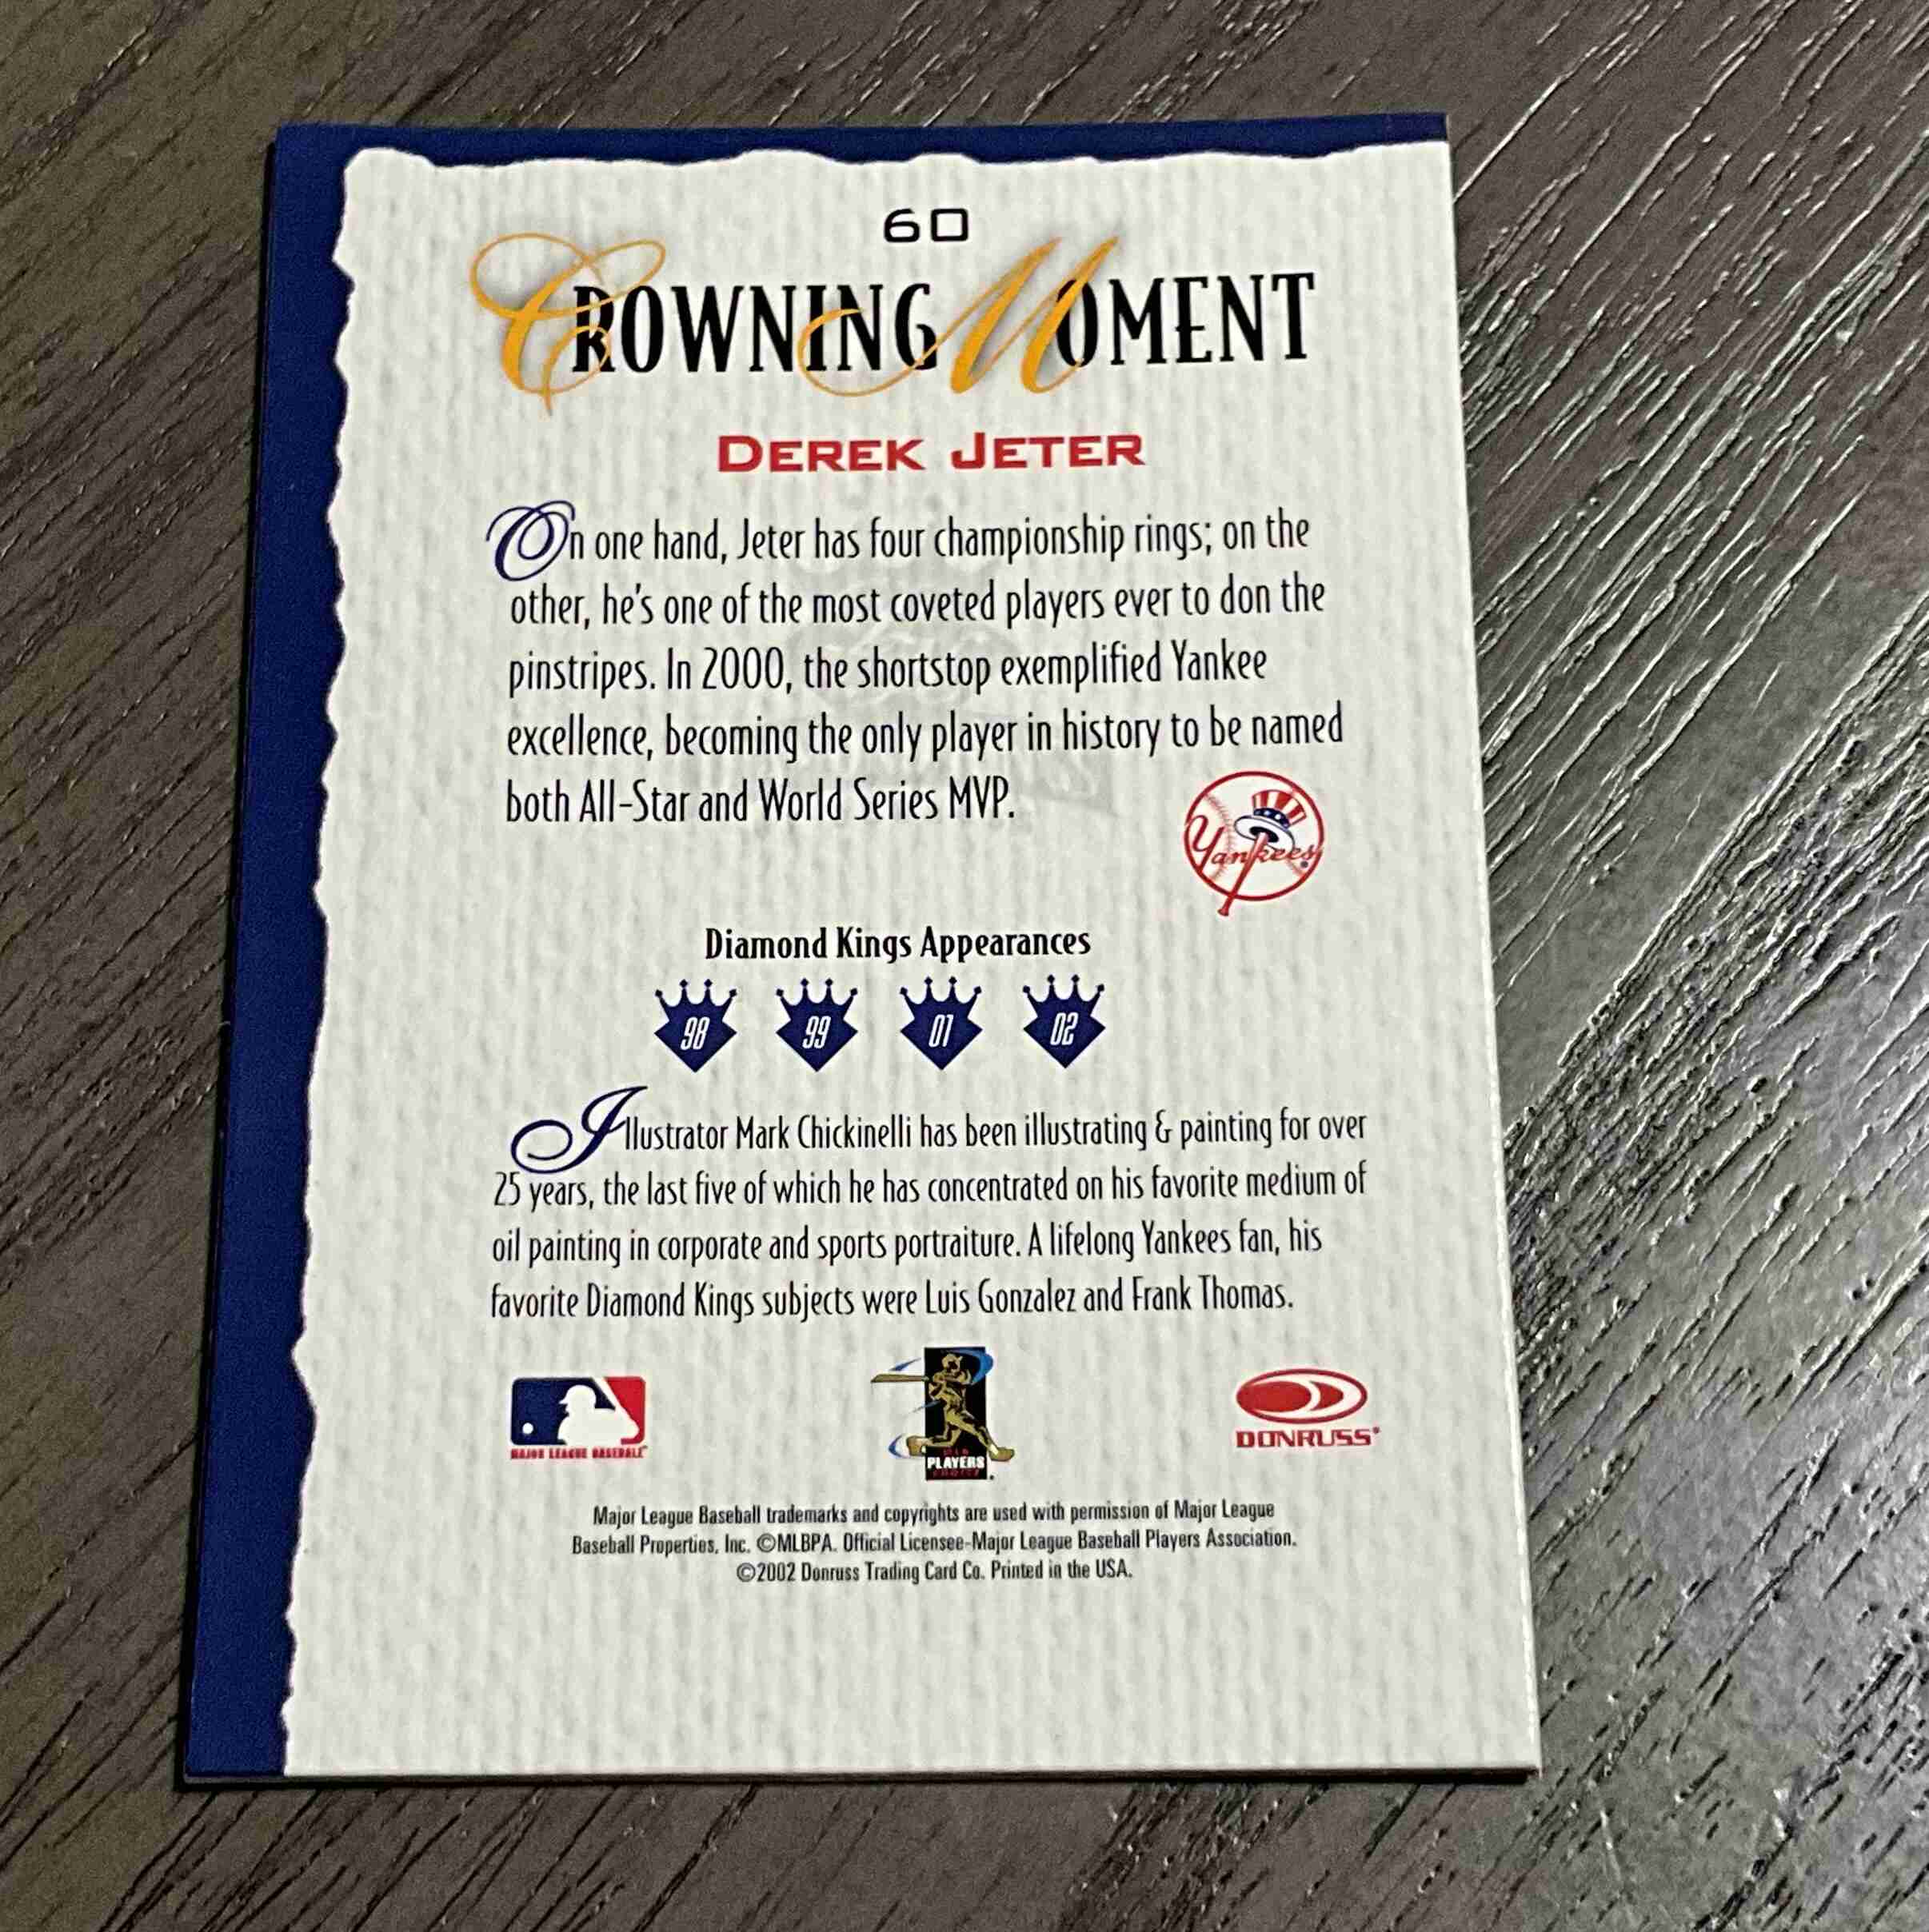 60
CROWNING MOMENT
DEREK JETER
On one hand, Jeter has four championship rings; on the
other, he's one of the most coveted players ever to don the
pinstripes. In 2000, the shortstop exemplified Yankee
excellence, becoming the only player in history to be named
both All-Star and World Series MVP.
Yankees
Diamond Kings Appearances
98 99 01 02
Illustrator Mark Chickinelli has been illustrating & painting for over
25 years, the last five of which he has concentrated on his favorite medium of
oil painting in corporate and sports portraiture. A lifelong Yankees fan, his
favorite Diamond Kings subjects were Luis Gonzalez and Frank Thomas.
MAJOR LEAGUE BASEBALL
PLAYERS
CHOICE
DONRUSS®
Major League Baseball trademarks and copyrights are used with permission of Major League
Baseball Properties, Inc. ©MLBPA. Official Licensee-Major League Baseball Players Association.
©2002 Donruss Trading Card Co. Printed in the USA.